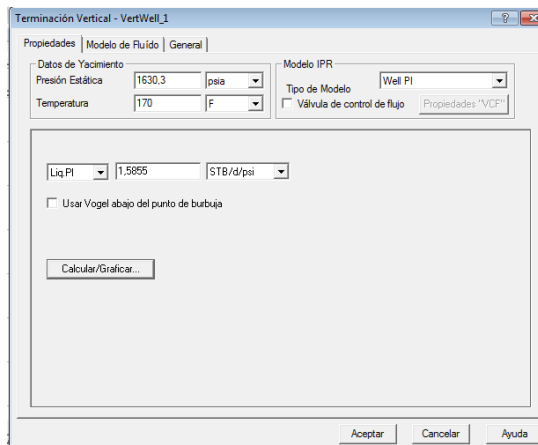 Terminación Vertical - VertWell_1
Propiedades Modelo de Fluído General
Datos de Yacimiento
Presión Estática 1630,3 psia
Temperatura 170 F
Modelo IPR
Tipo de Modelo Well PI
Válvula de control de flujo Propiedades "VCF"
Liq.PI 1,5855 STB/d/psi
Usar Vogel abajo del punto de burbuja
Calcular/Graficar...
Aceptar Cancelar Ayuda